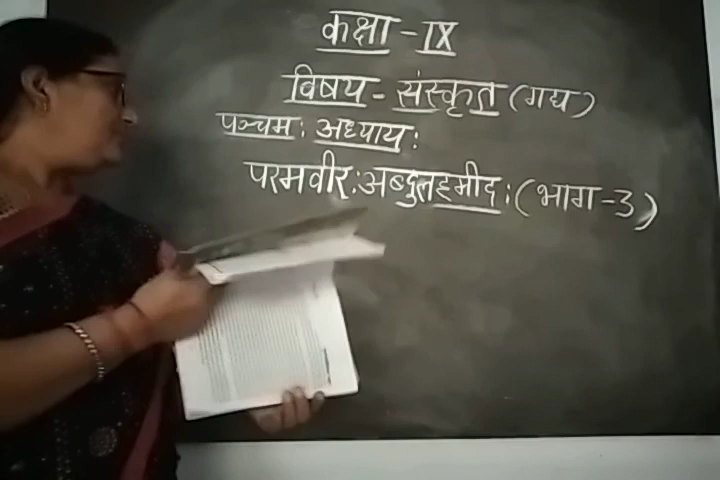 कक्षा - IX
विषय - संस्कृत (गद्य)
पञ्चमः अध्यायः
परमवीर:अब्दुलहमीदः (भाग-3)